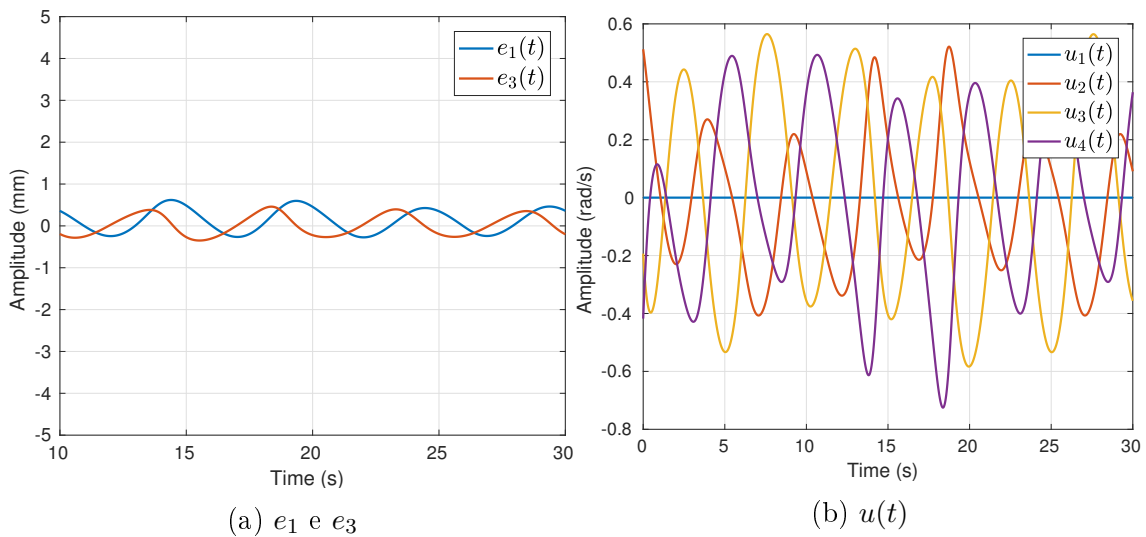 5
4
3
2
1
0
-1
-2
-3
-4
-5
Amplitude (mm)
10
15
20
25
30
Time (s)
e₁(t)
e₃(t)
(a) e₁ e e₃
0.6
0.4
0.2
0
-0.2
-0.4
-0.6
-0.8
Amplitude (rad/s)
0
5
10
15
20
25
30
Time (s)
u₁(t)
u₂(t)
u₃(t)
u₄(t)
(b) u(t)